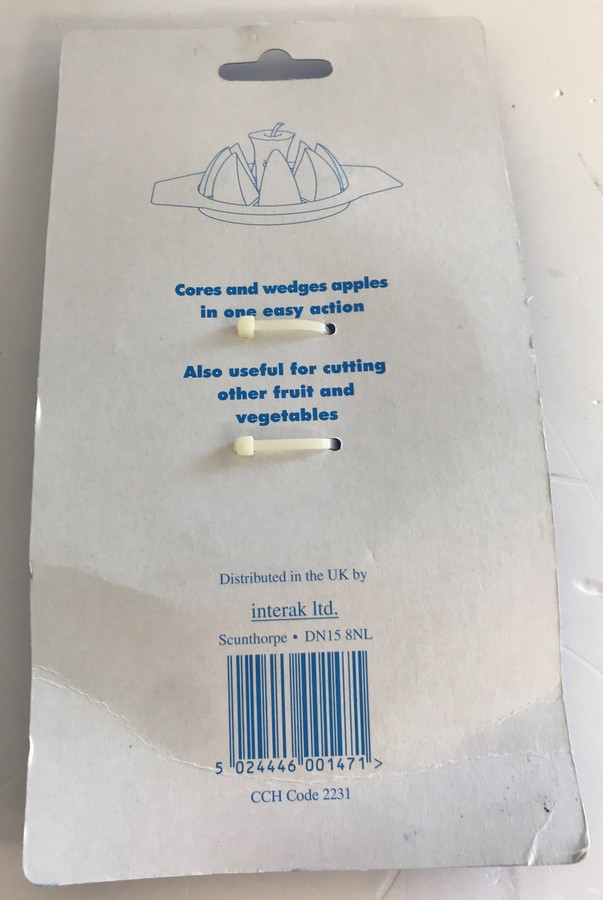 Cores and wedges apples
in one easy action
Also useful for cutting
other fruit and
vegetables
Distributed in the UK by
interak ltd.
Scunthorpe • DN15 8NL
5 024446 001471 >
CCH Code 2231